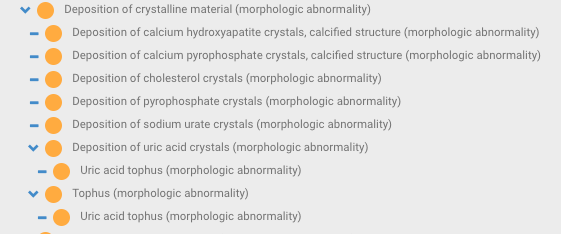 Deposition of crystalline material (morphologic abnormality)
Deposition of calcium hydroxyapatite crystals, calcified structure (morphologic abnormality)
Deposition of calcium pyrophosphate crystals, calcified structure (morphologic abnormality)
Deposition of cholesterol crystals (morphologic abnormality)
Deposition of pyrophosphate crystals (morphologic abnormality)
Deposition of sodium urate crystals (morphologic abnormality)
Deposition of uric acid crystals (morphologic abnormality)
Uric acid tophus (morphologic abnormality)
Tophus (morphologic abnormality)
Uric acid tophus (morphologic abnormality)